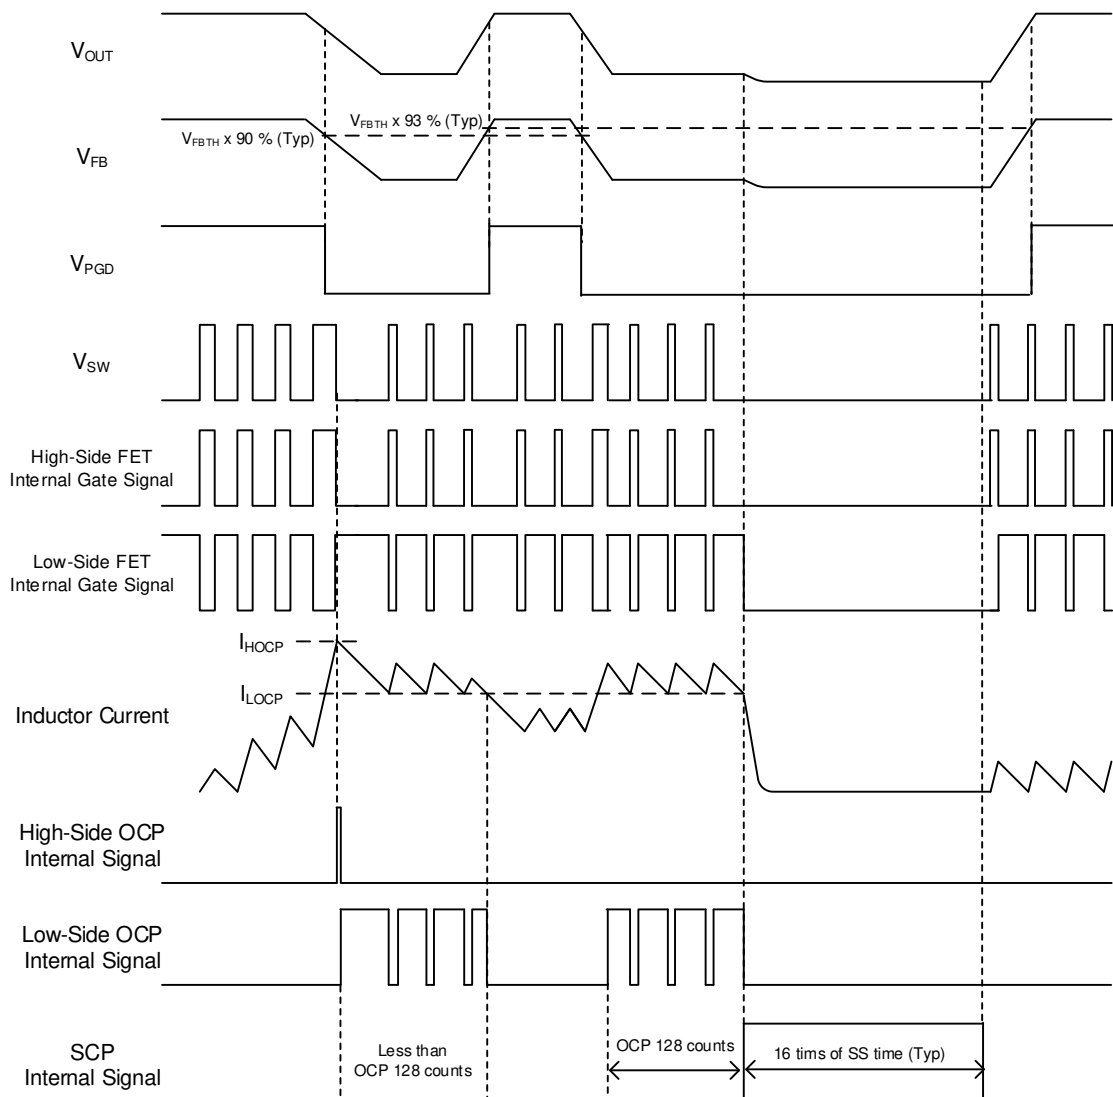 VOUT
VFBTH x 93 % (Typ)
VFBTH x 90 % (Typ)
VFB
VPGD
VSW
High-Side FET
Internal Gate Signal
Low-Side FET
Internal Gate Signal
IHOCP
ILOCP
Inductor Current
High-Side OCP
Internal Signal
Low-Side OCP
Internal Signal
SCP
Internal Signal
Less than
OCP 128 counts
OCP 128 counts
16 tims of SS time (Typ)